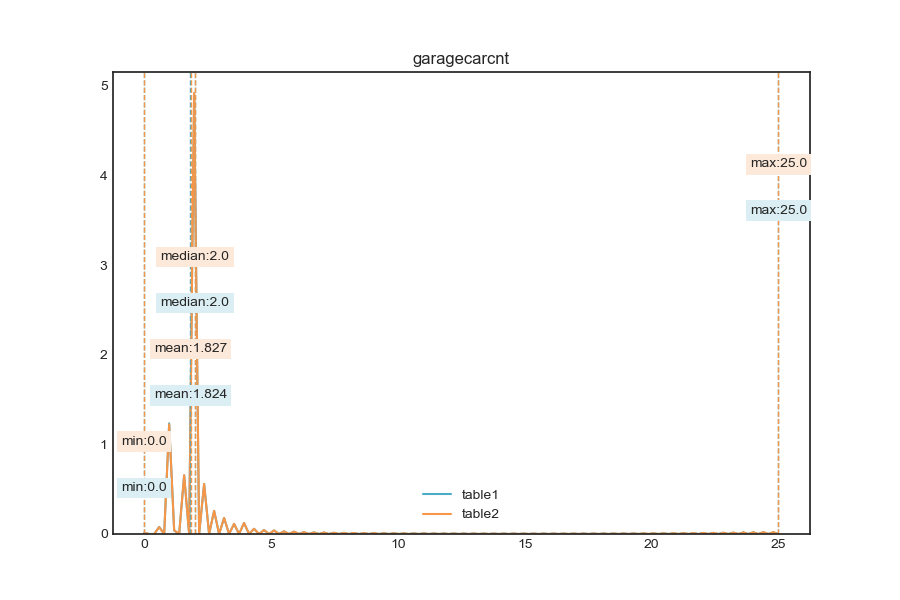 garagecarcnt
5
4
3
2
1
0
max:25.0
max:25.0
median:2.0
median:2.0
mean:1.827
mean:1.824
min:0.0
min:0.0
table1
table2
0
5
10
15
20
25